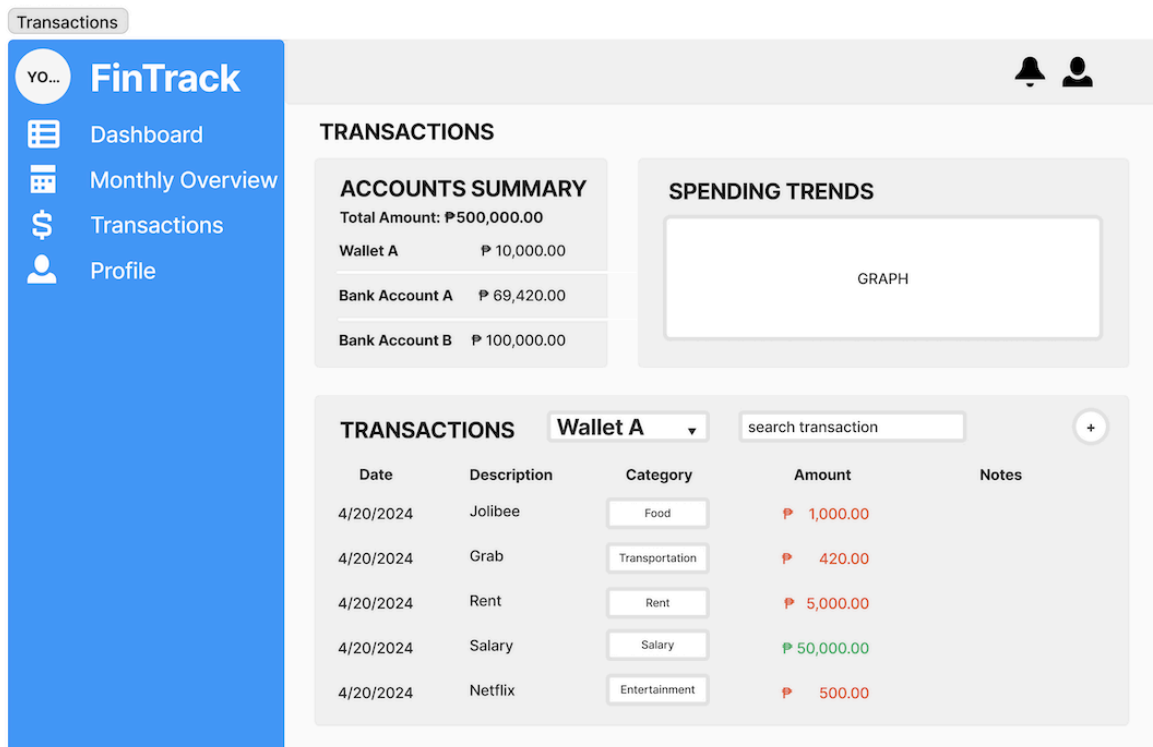 Transactions
YO...
FinTrack
Dashboard
Monthly Overview
Transactions
Profile
TRANSACTIONS
ACCOUNTS SUMMARY
Total Amount: ₱500,000.00
Wallet A ₱ 10,000.00
Bank Account A ₱ 69,420.00
Bank Account B ₱ 100,000.00
SPENDING TRENDS
GRAPH
TRANSACTIONS Wallet A ▼ search transaction +
Date Description Category Amount Notes
4/20/2024 Jolibee Food ₱ 1,000.00
4/20/2024 Grab Transportation ₱ 420.00
4/20/2024 Rent Rent ₱ 5,000.00
4/20/2024 Salary Salary ₱ 50,000.00
4/20/2024 Netflix Entertainment ₱ 500.00